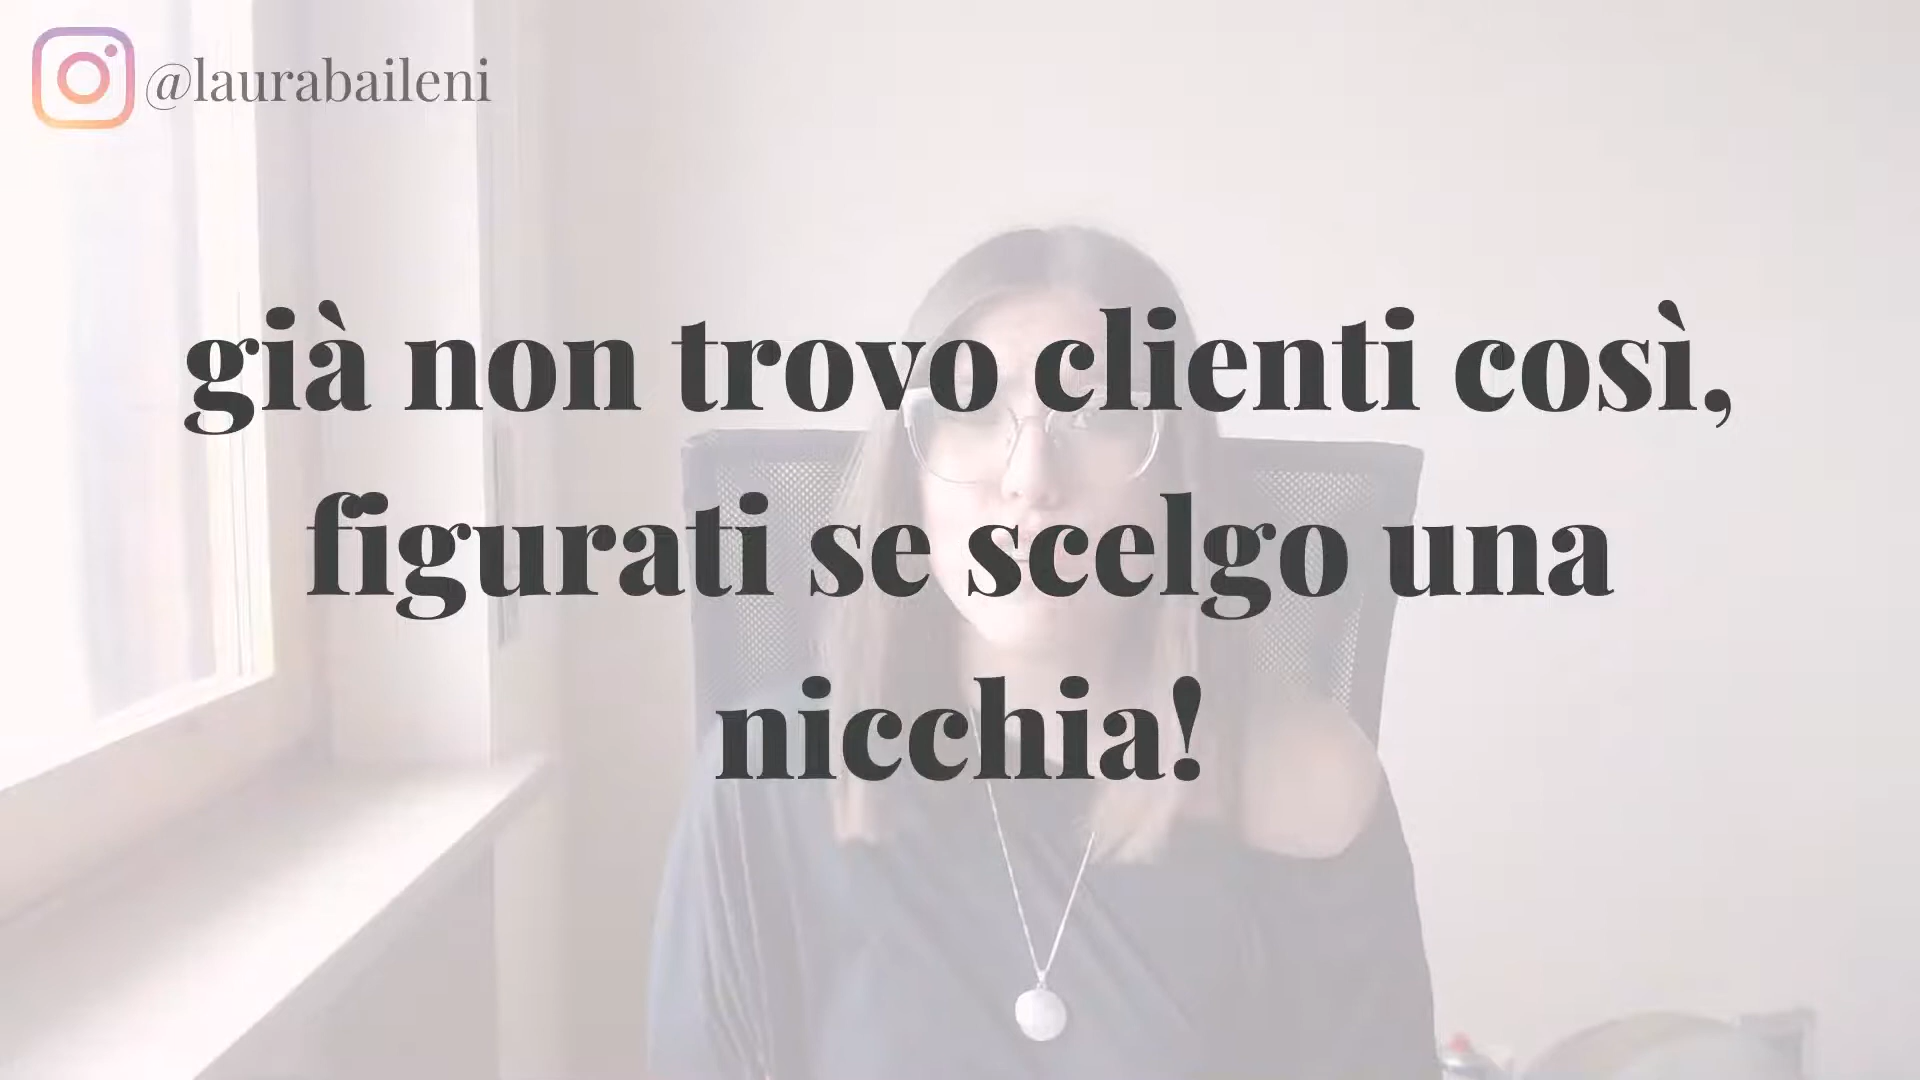 @laurabaileni
già non trovo clienti così,
figurati se scelgo una
nicchia!